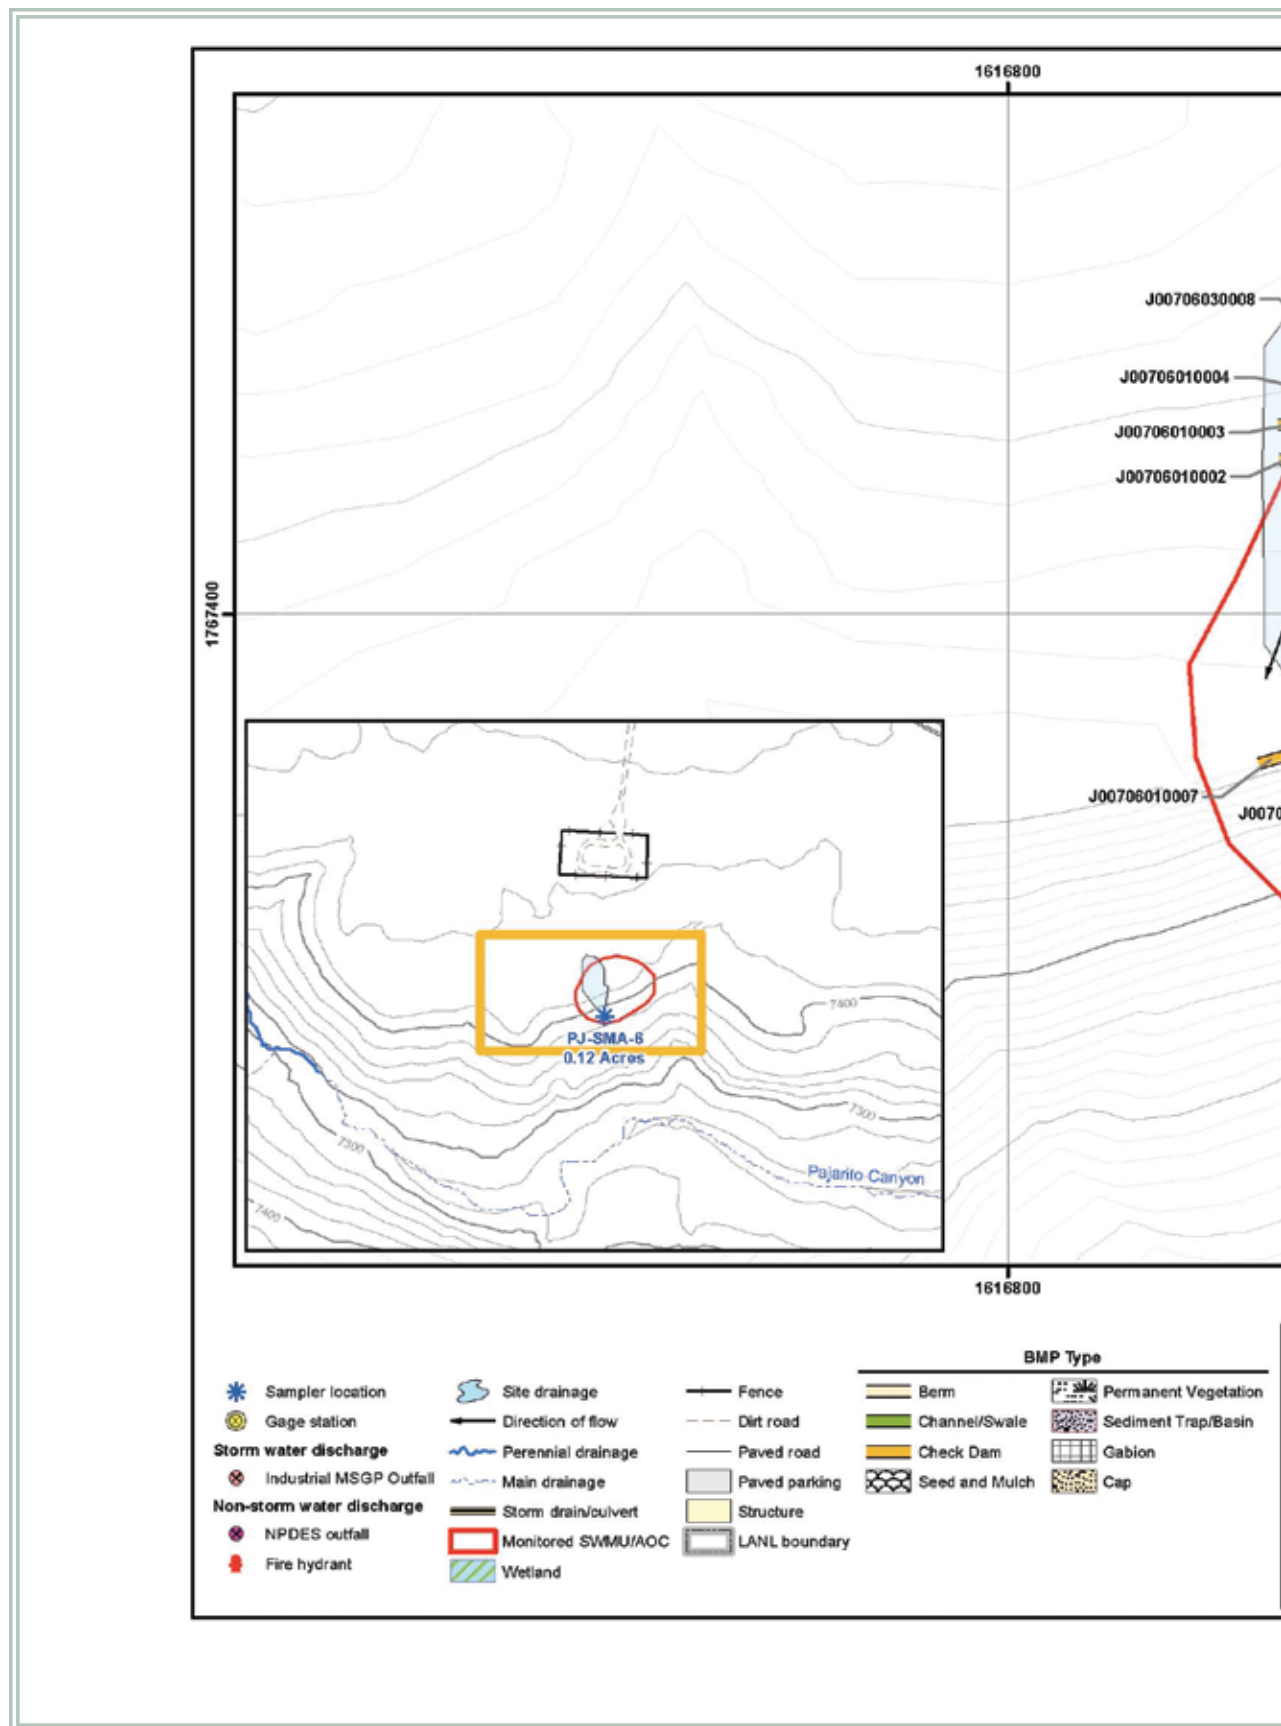 1616800
J00706030008
J00706010004
J00706010003
J00706010002
1767400
J00706010007
J0070
7400
PJ-SMA-6
0.12 Acres
7300
7300
Pajarito Canyon
7400
1616800
BMP Type
Sampler location
Site drainage
Fence
Berm
Permanent Vegetation
Gage station
Direction of flow
Dirt road
Channel/Swale
Sediment Trap/Basin
Storm water discharge
Perennial drainage
Paved road
Check Dam
Gabion
Industrial MSGP Outfall
Main drainage
Paved parking
Seed and Mulch
Cap
Non-storm water discharge
Storm drain/culvert
Structure
NPDES outfall
Monitored SWMU/AOC
LANL boundary
Fire hydrant
Wetland